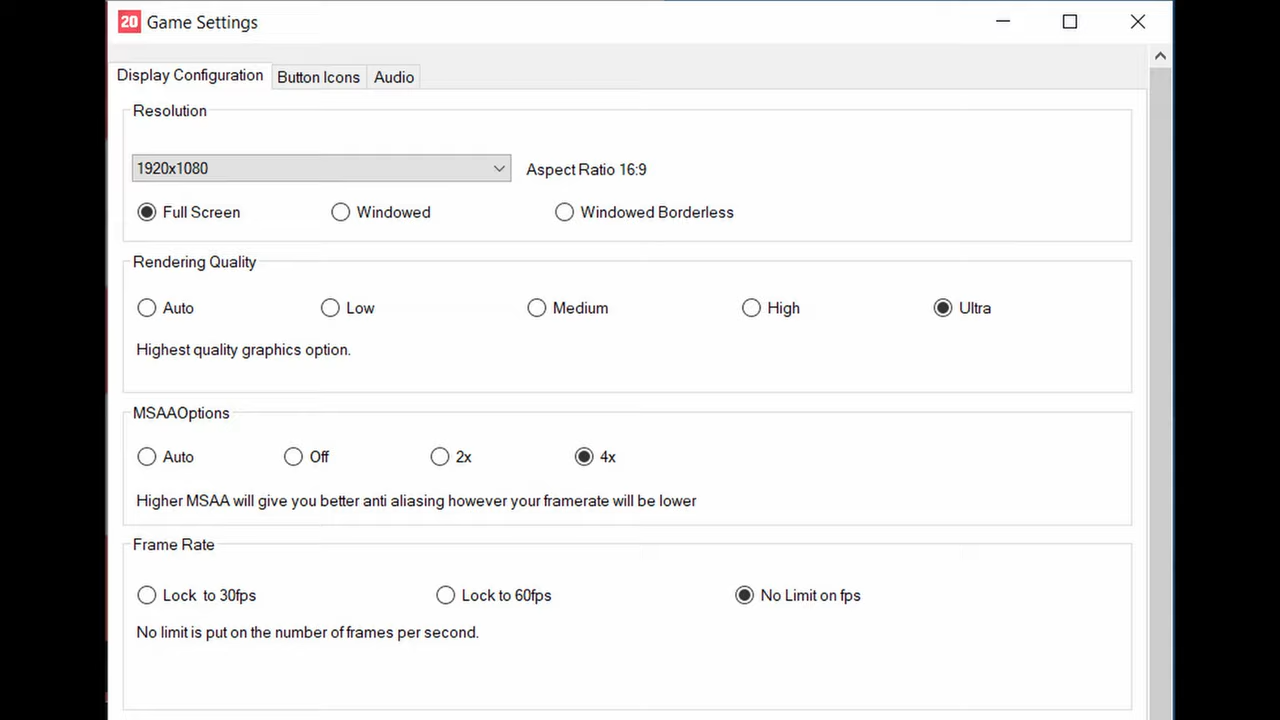 20 Game Settings
Display Configuration Button Icons Audio
Resolution
1920x1080 Aspect Ratio 16:9
Full Screen Windowed Windowed Borderless
Rendering Quality
Auto Low Medium High Ultra
Highest quality graphics option.
MSAAOptions
Auto Off 2x 4x
Higher MSAA will give you better anti aliasing however your framerate will be lower
Frame Rate
Lock to 30fps Lock to 60fps No Limit on fps
No limit is put on the number of frames per second.